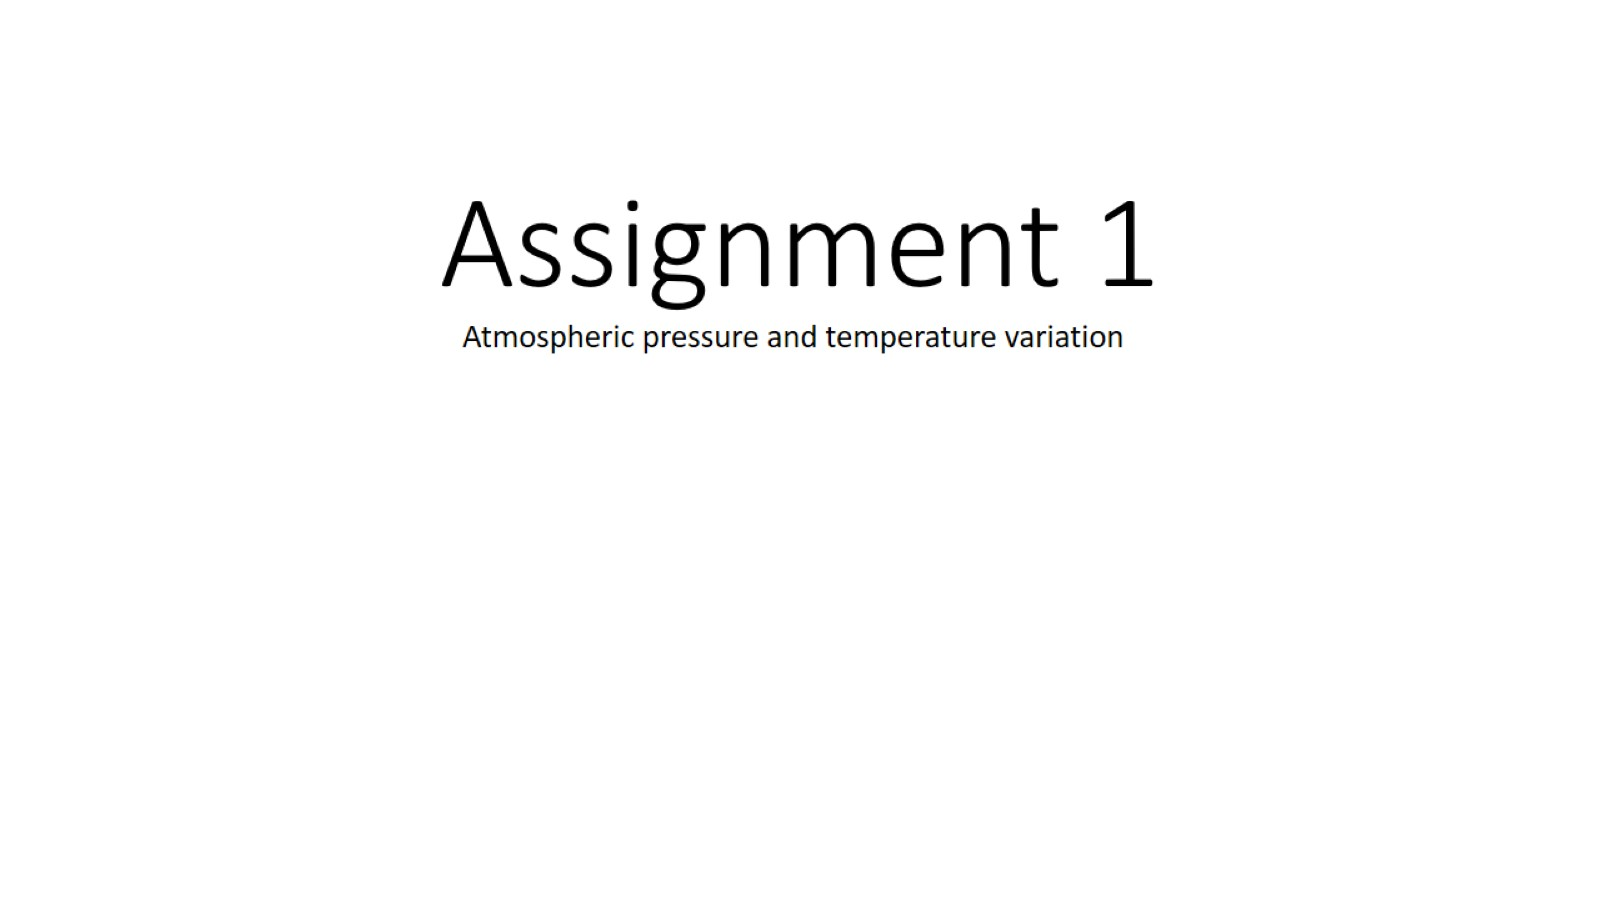 Assignment 1
Atmospheric pressure and temperature variation